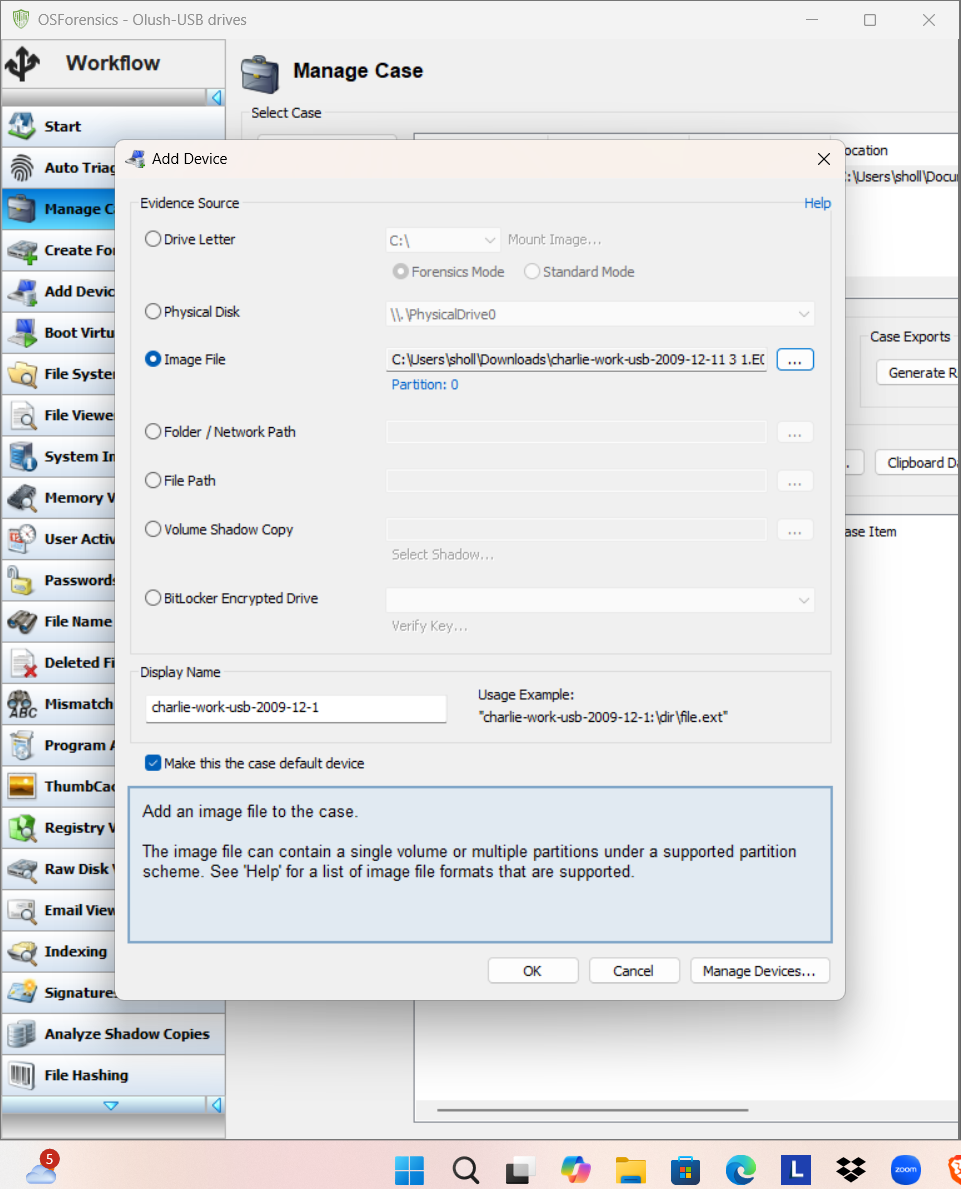 OSForensics - Olush-USB drives
Workflow
Manage Case
Select Case
Start
Auto Triag
Manage C
Create Fo
Add Devic
Boot Virtu
File Syster
File Viewe
System In
Memory V
User Activ
Passwords
File Name
Deleted Fi
Mismatch
Program A
ThumbCac
Registry V
Raw Disk
Email View
Indexing
Signatures
Analyze Shadow Copies
File Hashing
ocation
:\Users\sholl\Docu
Case Exports
Generate R
Clipboard Da
ase Item
Add Device
Evidence Source
Help
Drive Letter
C:\
Mount Image...
Forensics Mode
Standard Mode
Physical Disk
\\.\PhysicalDrive0
Image File
C:\Users\sholl\Downloads\charlie-work-usb-2009-12-11 3 1.E0
...
Partition: 0
Folder / Network Path
...
File Path
...
Volume Shadow Copy
...
Select Shadow...
BitLocker Encrypted Drive
Verify Key...
Display Name
charlie-work-usb-2009-12-1
Usage Example:
"charlie-work-usb-2009-12-1:\dir\file.ext"
Make this the case default device
Add an image file to the case.
The image file can contain a single volume or multiple partitions under a supported partition
scheme. See 'Help' for a list of image file formats that are supported.
OK
Cancel
Manage Devices...
5
L
zoom